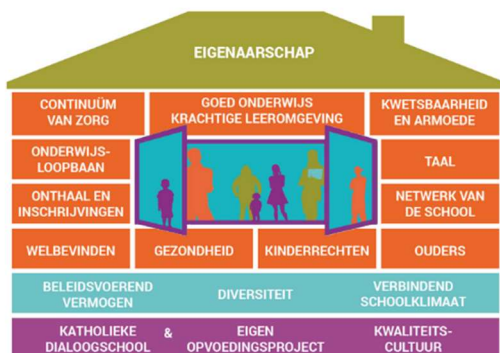 EIGENAARSCHAP
CONTINUÜM
VAN ZORG
GOED ONDERWIJS
KRACHTIGE LEEROMGEVING
KWETSBAARHEID
EN ARMOEDE
ONDERWIJS-
LOOPBAAN
TAAL
ONTHAAL EN
INSCHRIJVINGEN
NETWERK VAN
DE SCHOOL
WELBEVINDEN
GEZONDHEID
KINDERRECHTEN
OUDERS
BELEIDSVOEREND
VERMOGEN
DIVERSITEIT
VERBINDEND
SCHOOLKLIMAAT
KATHOLIEKE
DIALOOGSCHOOL
&
EIGEN
OPVOEDINGSPROJECT
KWALITEITS-
CULTUUR